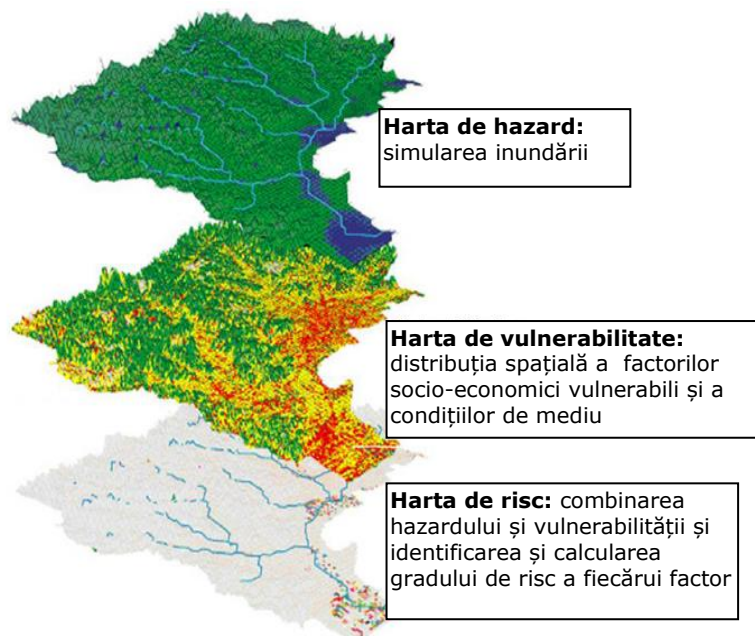 Harta de hazard:
simularea inundării
Harta de vulnerabilitate:
distribuția spațială a factorilor
socio-economici vulnerabili și a
condițiilor de mediu
Harta de risc: combinarea
hazardului și vulnerabilității și
identificarea și calcularea
gradului de risc a fiecărui factor